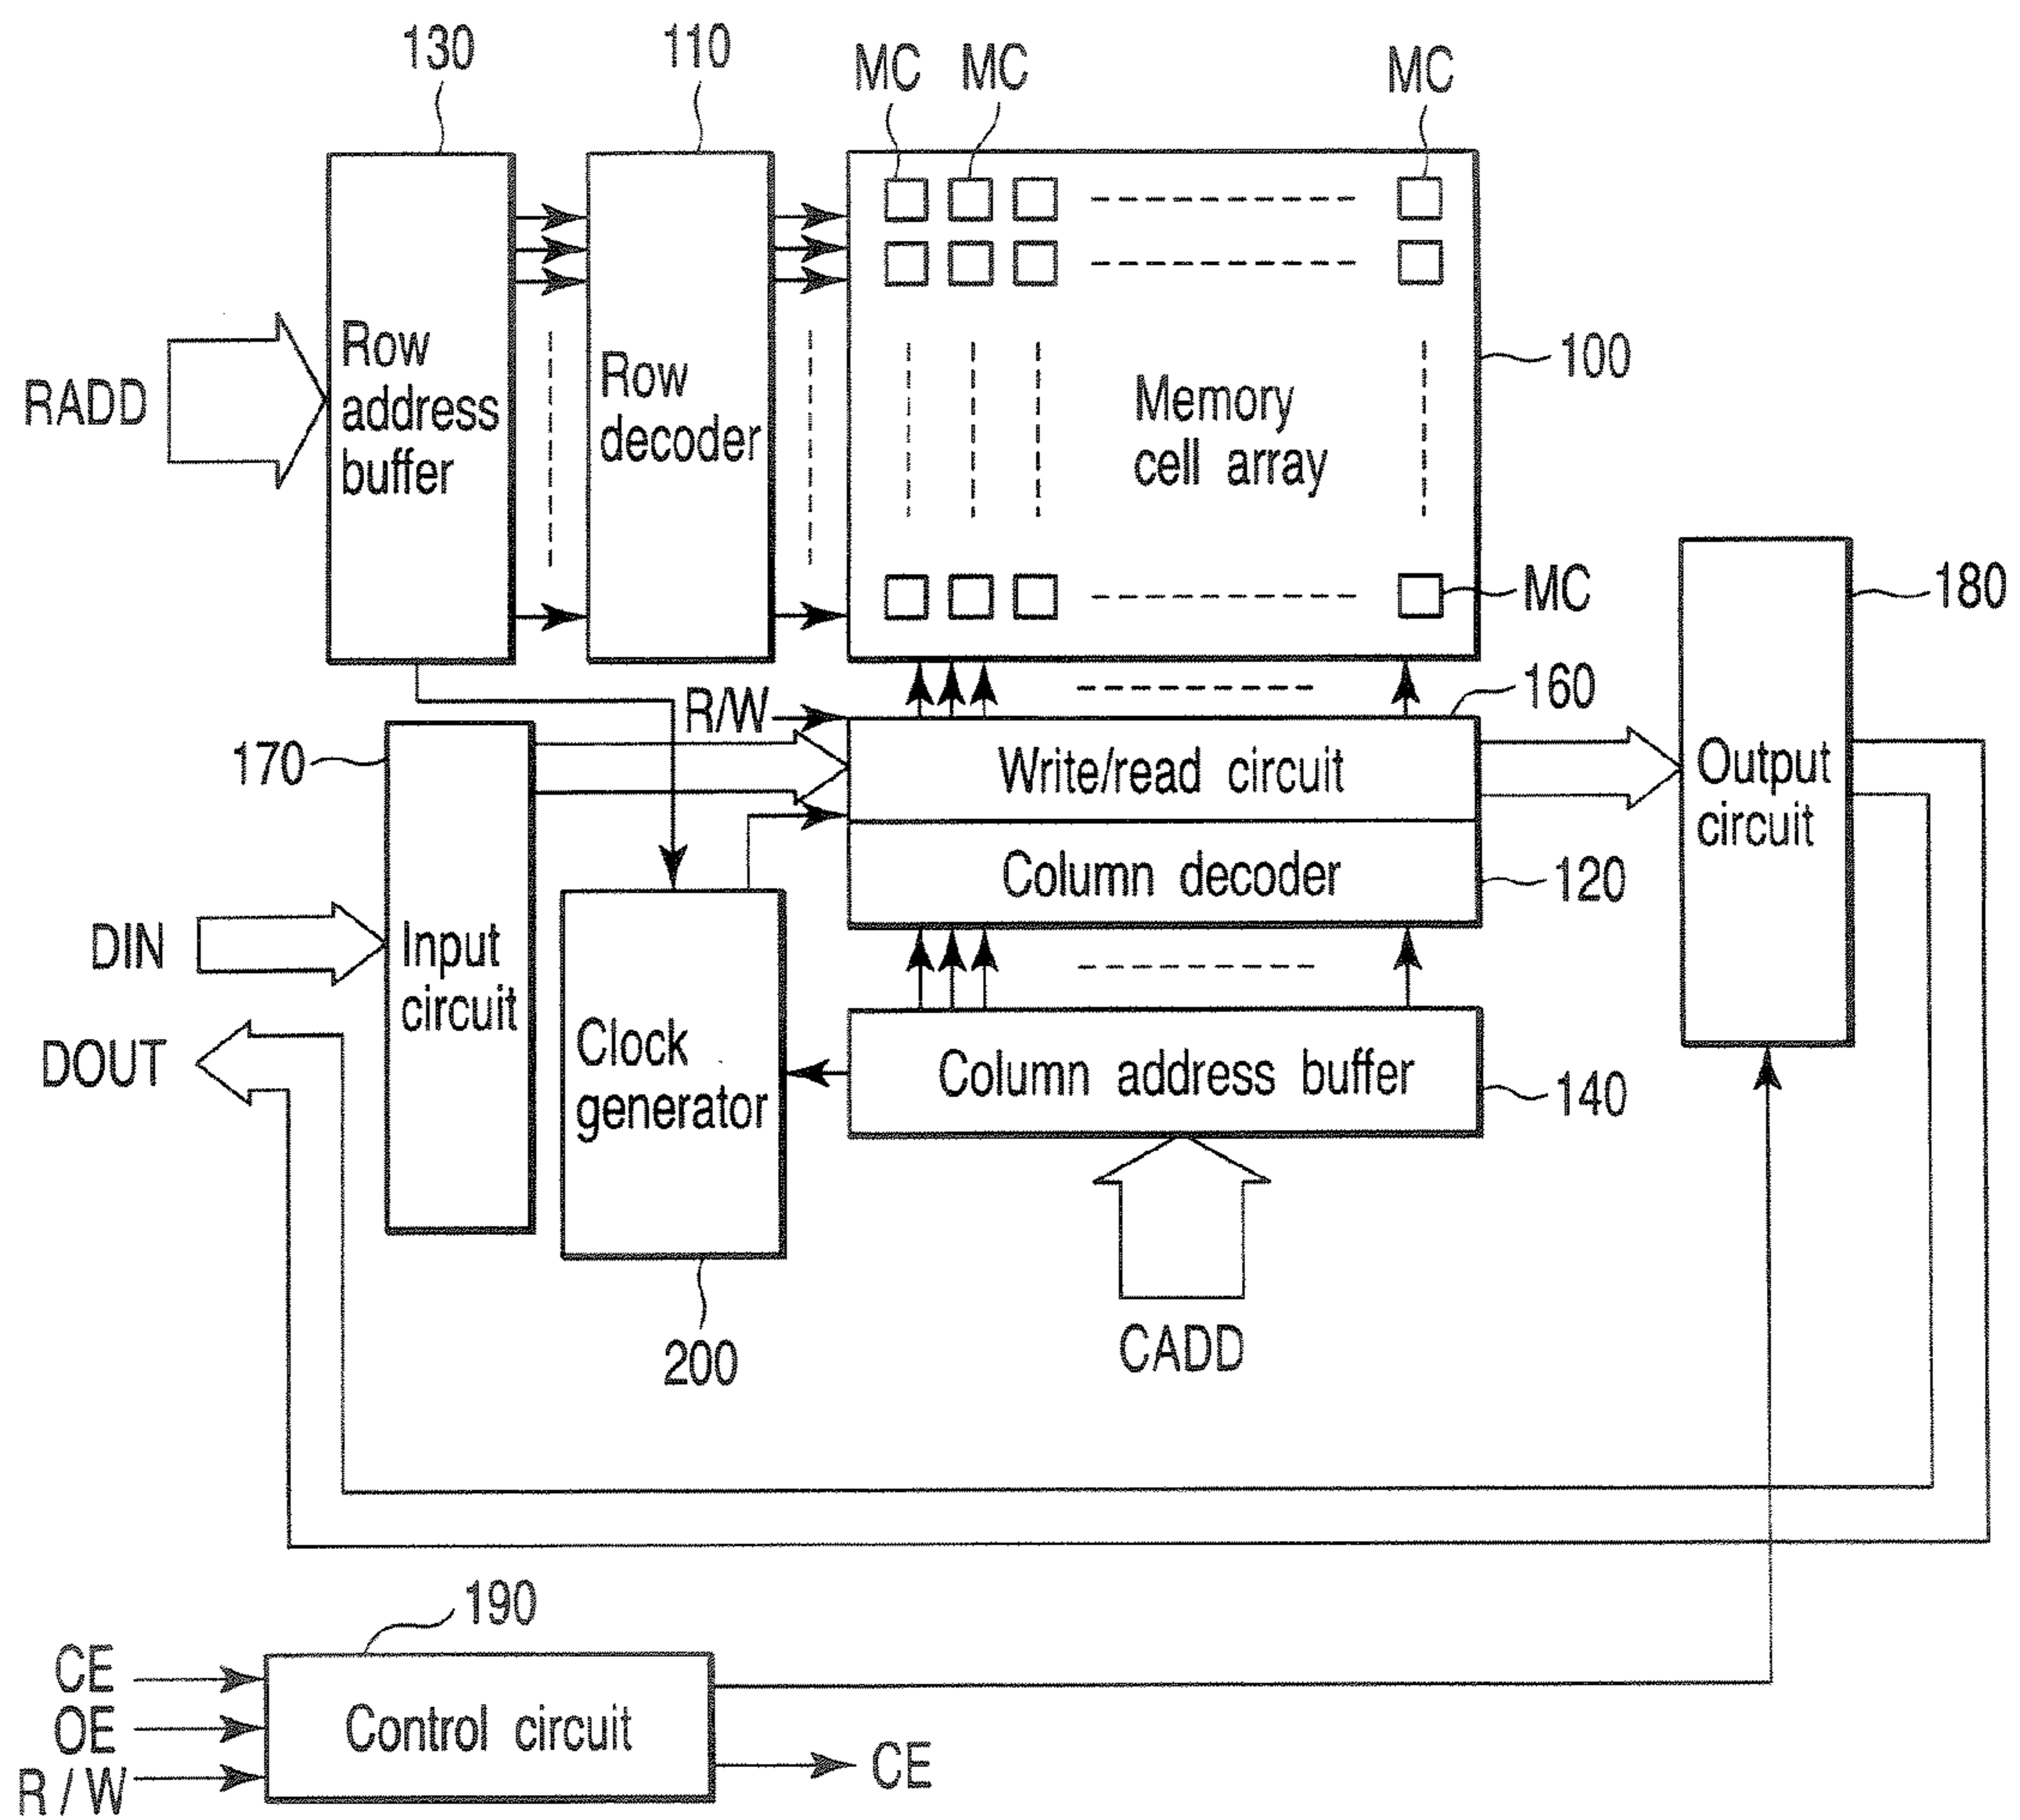 130
110
MC
MC
MC
RADD
Row
address
buffer
Row
decoder
Memory
cell array
100
MC
180
R/W
160
170
Write/read circuit
Output
circuit
Column decoder
120
DIN
Input
circuit
DOUT
Clock
generator
Column address buffer
140
200
CADD
190
CE
OE
R / W
Control circuit
CE